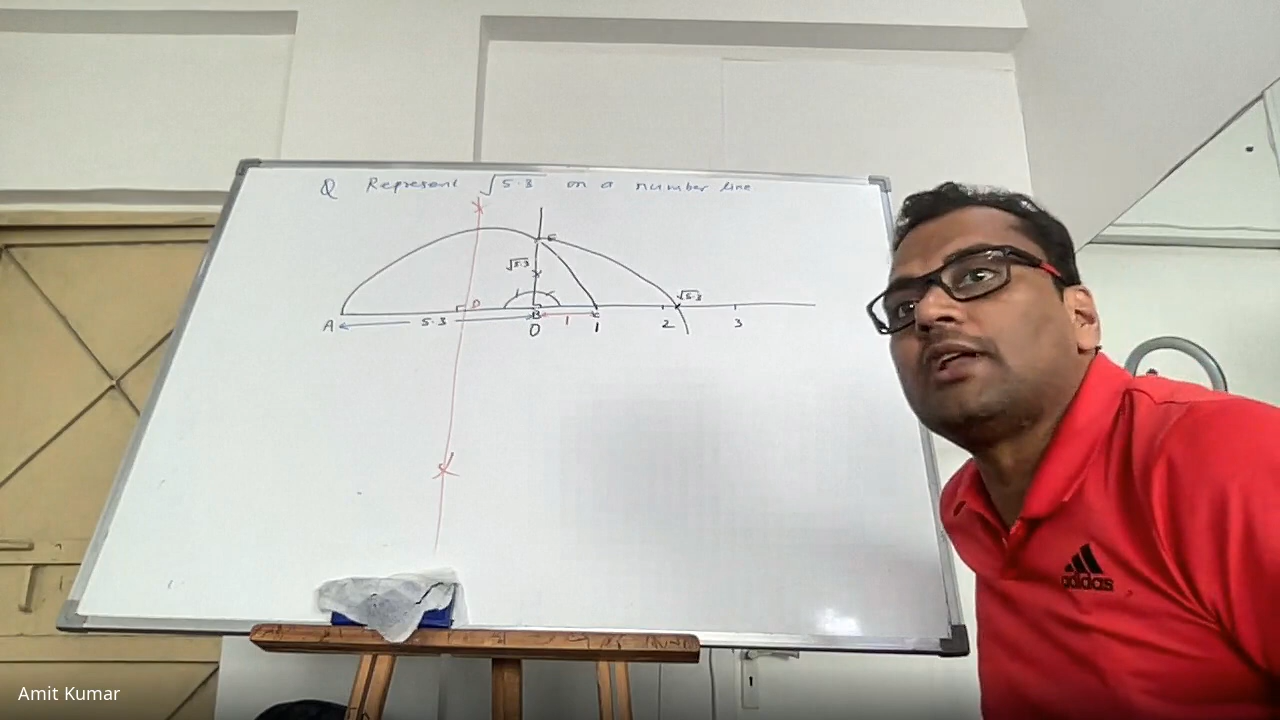 Q Represent √5.3 on a number line
E
√5.3
√5.3
D
A 5.3 B 1 C
0 1 2 3
adidas
Amit Kumar